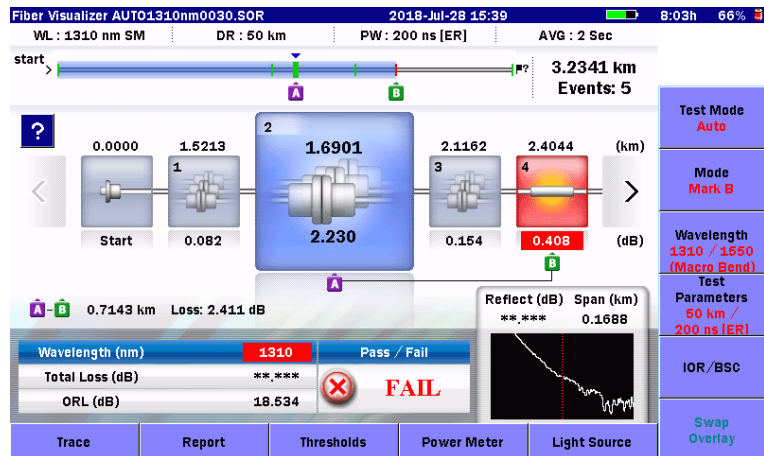 Fiber Visualizer AUTO1310nm0030.SOR 2018-Jul-28 15:39 8:03h 66%
WL : 1310 nm SM DR : 50 km PW : 200 ns [ER] AVG : 2 Sec
start
>
?
3.2341 km
Events: 5
A B
?
0.0000 1.5213 2 1.6901 2.1162 2.4044 (km)
1 3 4
Start 0.082 2.230 0.154 0.408 (dB)
A B
A-B 0.7143 km Loss: 2.411 dB
Reflect (dB) Span (km)
**.*** 0.1688
Wavelength (nm) 1310 Pass / Fail
Total Loss (dB) **.***
FAIL
ORL (dB) 18.534
Test Mode
Auto
Mode
Mark B
Wavelength
1310 / 1550
(Macro Bend)
Test
Parameters
50 km /
200 ns [ER]
IOR/BSC
Swap
Overlay
Trace Report Thresholds Power Meter Light Source